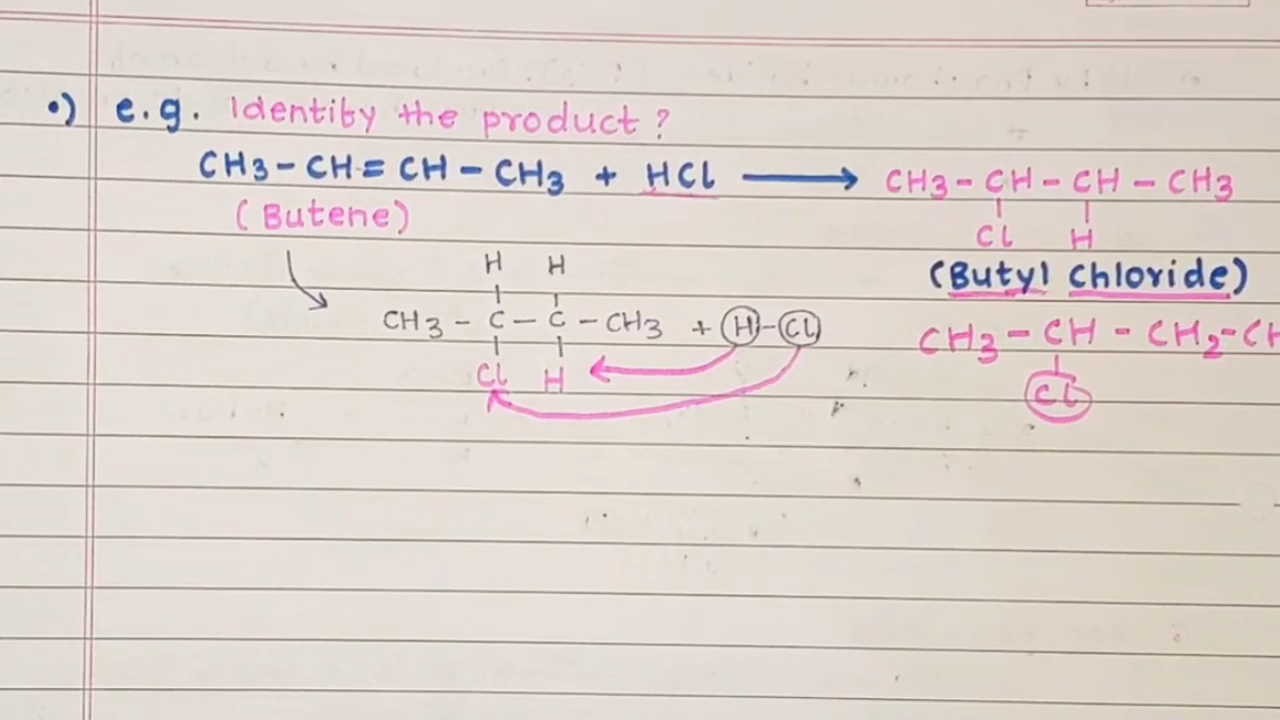 •) e.g. Identify the product?
CH3 - CH = CH - CH3 + HCl ⟶ CH3 - CH - CH - CH3
Cl H
(Butene)
(Butyl Chloride)
H H
CH3 - C - C - CH3 + H - Cl
Cl H
CH3 - CH - CH2 - CH
Cl